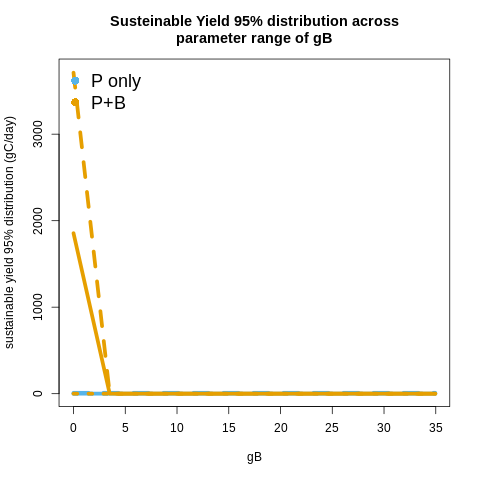 Susteinable Yield 95% distribution across
parameter range of gB
P only
P+B
sustainable yield 95% distribution (gC/day)
3000
2000
1000
0
0 5 10 15 20 25 30 35
gB